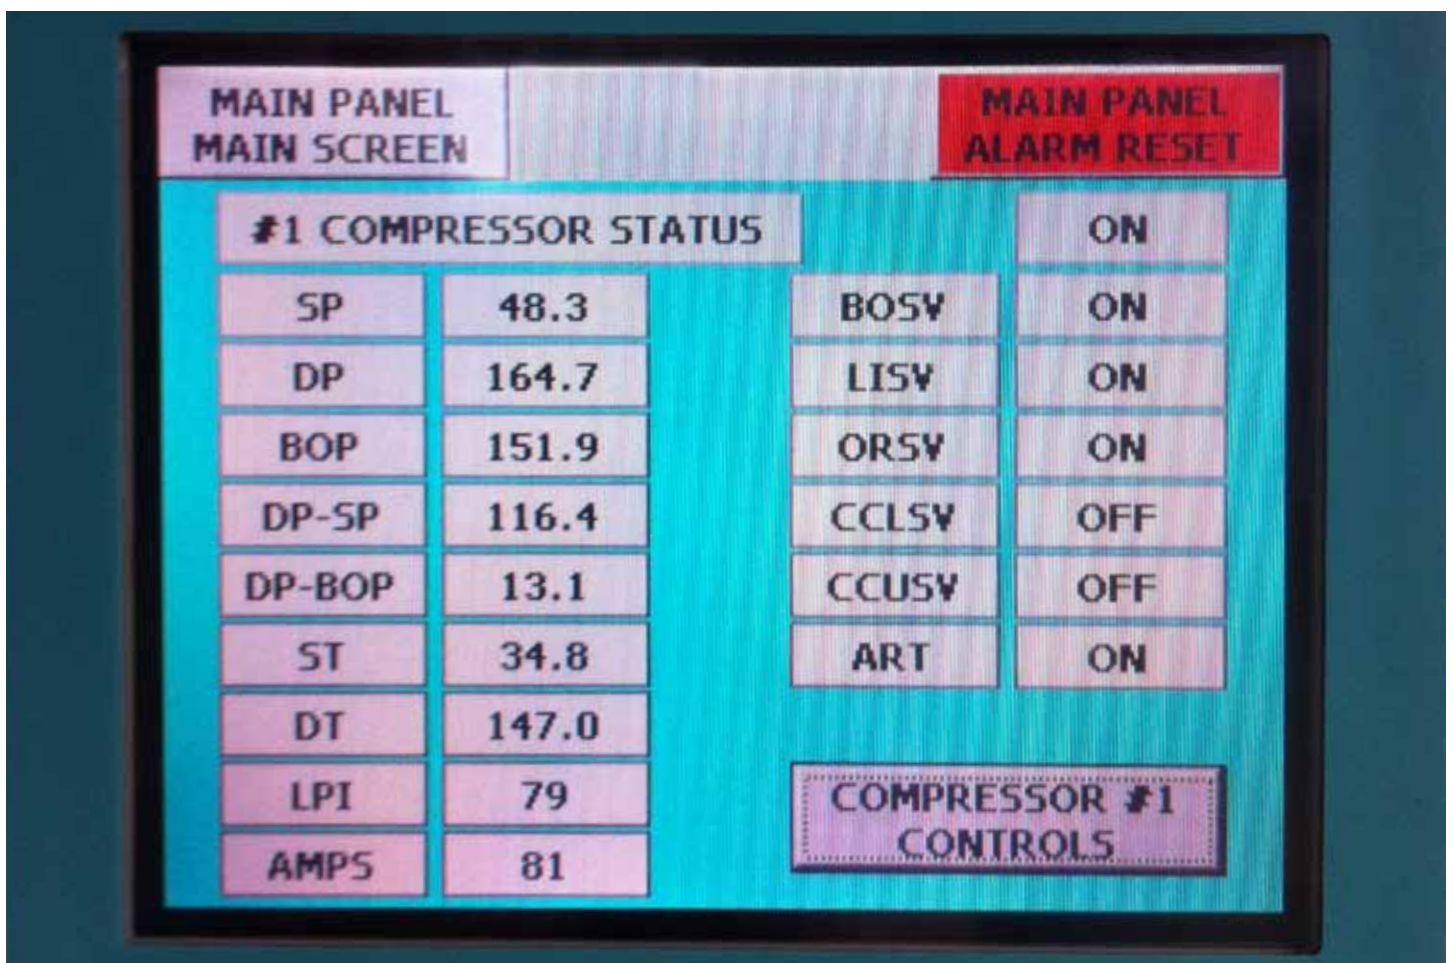 MAIN PANEL
MAIN SCREEN
MAIN PANEL
ALARM RESET
#1 COMPRESSOR STATUS ON
SP 48.3 BOSV ON
DP 164.7 LISV ON
BOP 151.9 ORSV ON
DP-SP 116.4 CCLSV OFF
DP-BOP 13.1 CCUSV OFF
ST 34.8 ART ON
DT 147.0
LPI 79
AMPS 81
COMPRESSOR #1
CONTROLS